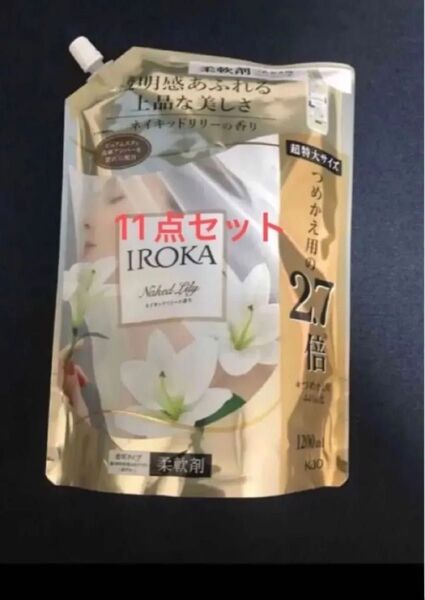 柔軟剤
透明感あふれる
上品な美しさ
ネイキッドリリーの香り
超特大サイズ
つめかえ用の
2.7倍
11点セット
IROKA
Naked Lily
ネイキッドリリーの香り
1200ml
KAO
柔軟剤